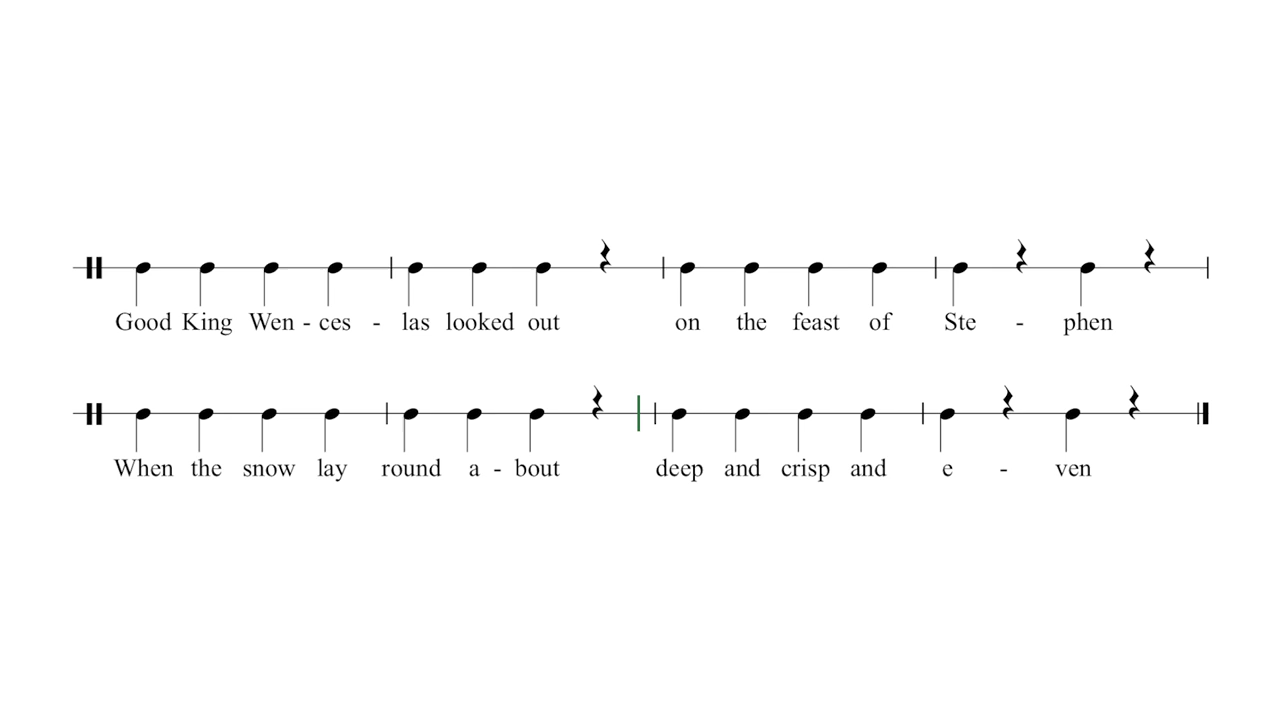 Good King Wen - ces - las looked out on the feast of Ste - phen
When the snow lay round a - bout deep and crisp and e - ven